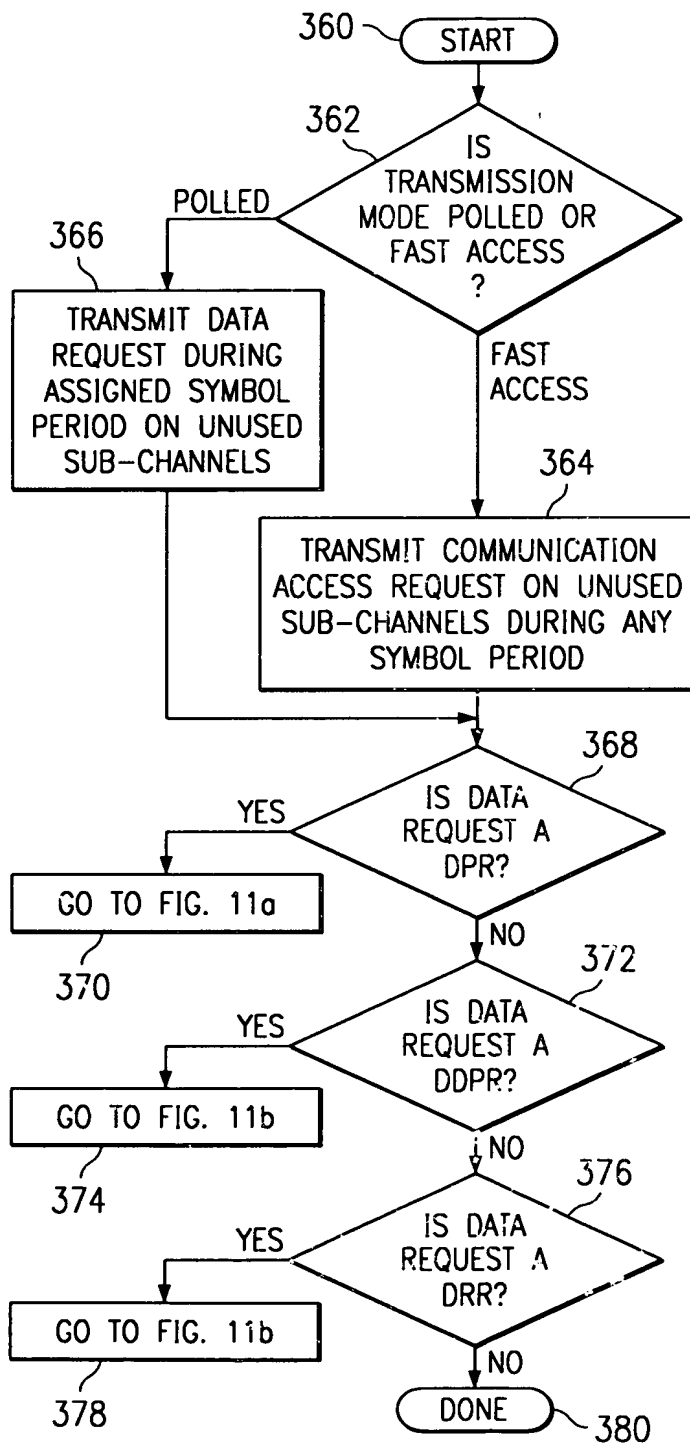 360
START
362
IS
TRANSMISSION
MODE POLLED OR
FAST ACCESS
?
POLLED
366
TRANSMIT DATA
REQUEST DURING
ASSIGNED SYMBOL
PERIOD ON UNUSED
SUB-CHANNELS
FAST
ACCESS
364
TRANSMIT COMMUNICATION
ACCESS REQUEST ON UNUSED
SUB-CHANNELS DURING ANY
SYMBOL PERIOD
368
IS DATA
REQUEST A
DPR?
YES
GO TO FIG. 11a
370
NO
372
IS DATA
REQUEST A
DDPR?
YES
GO TO FIG. 11b
374
NO
376
IS DATA
REQUEST A
DRR?
YES
GO TO FIG. 11b
378
NO
DONE
380